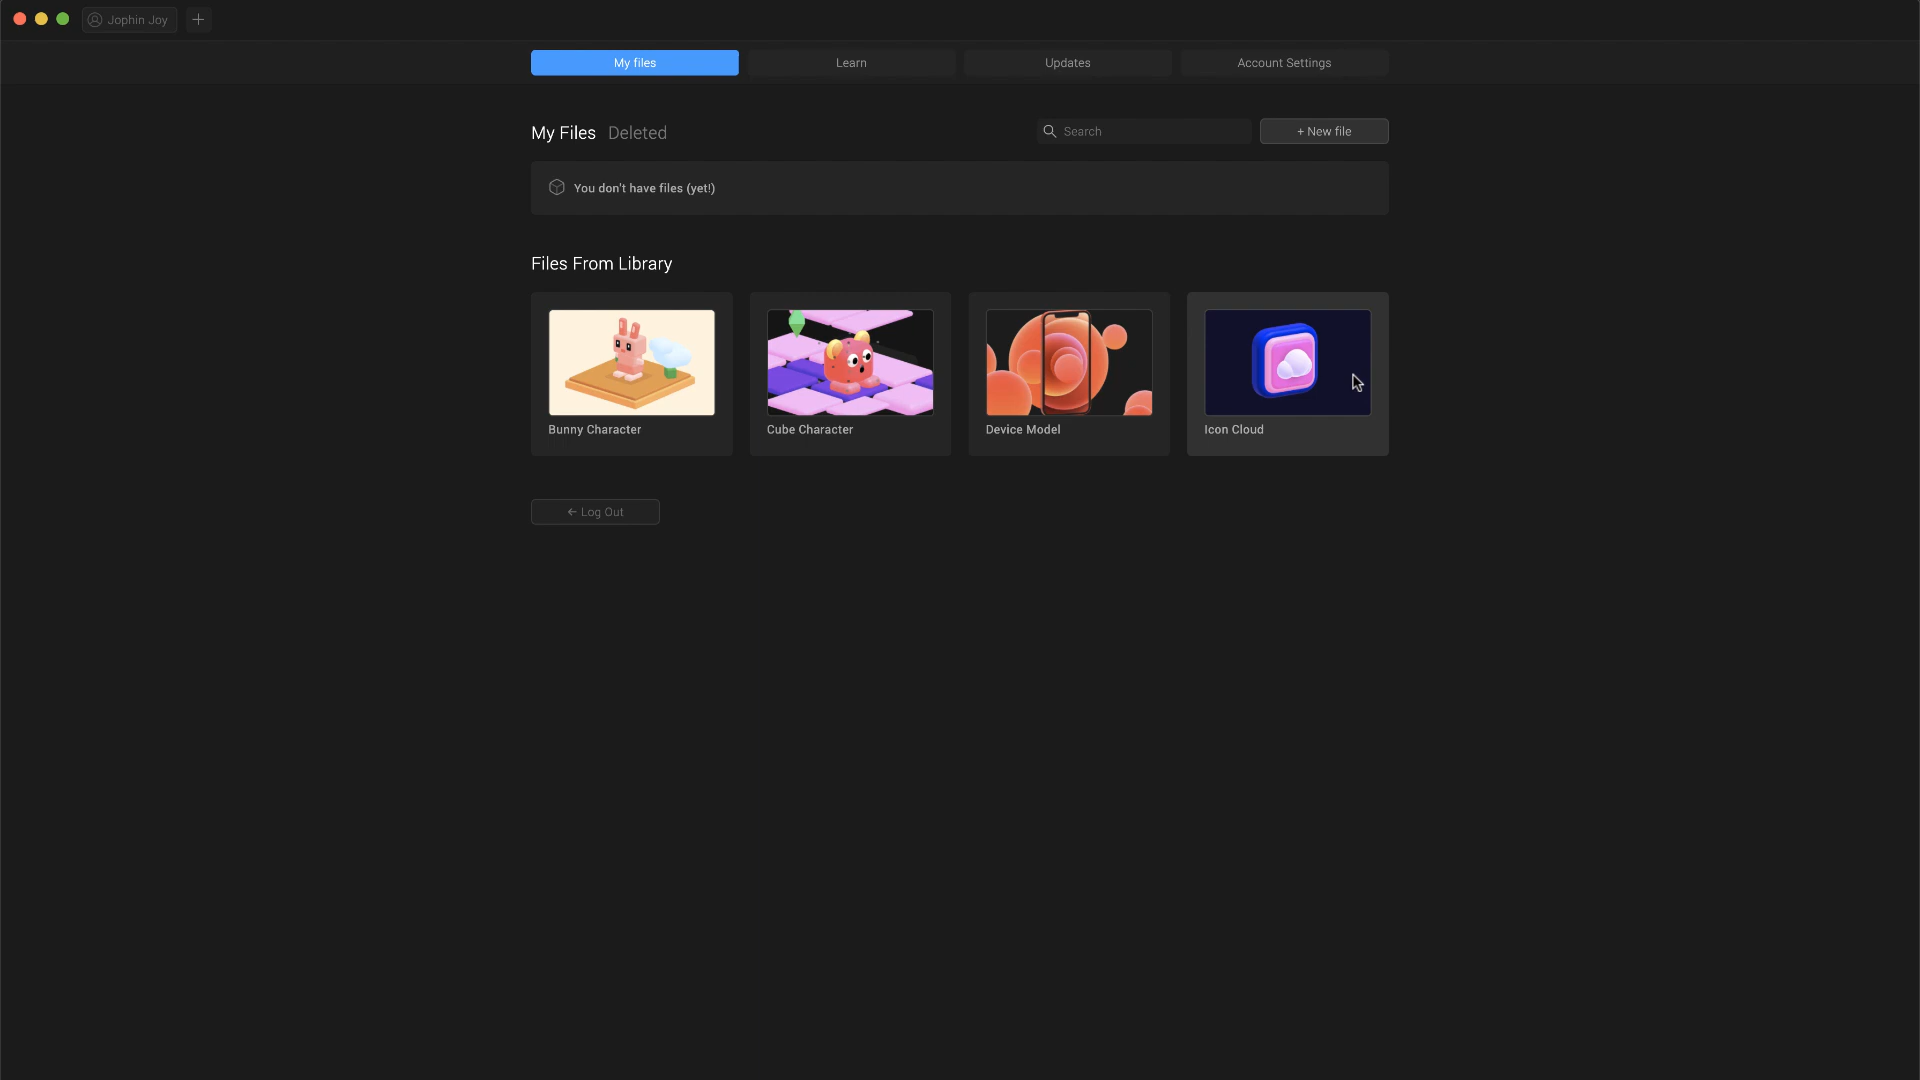 Jophin Joy
My files
Learn
Updates
Account Settings
My Files
Deleted
Search
+ New file
You don't have files (yet!)
Files From Library
Bunny Character
Cube Character
Device Model
Icon Cloud
← Log Out